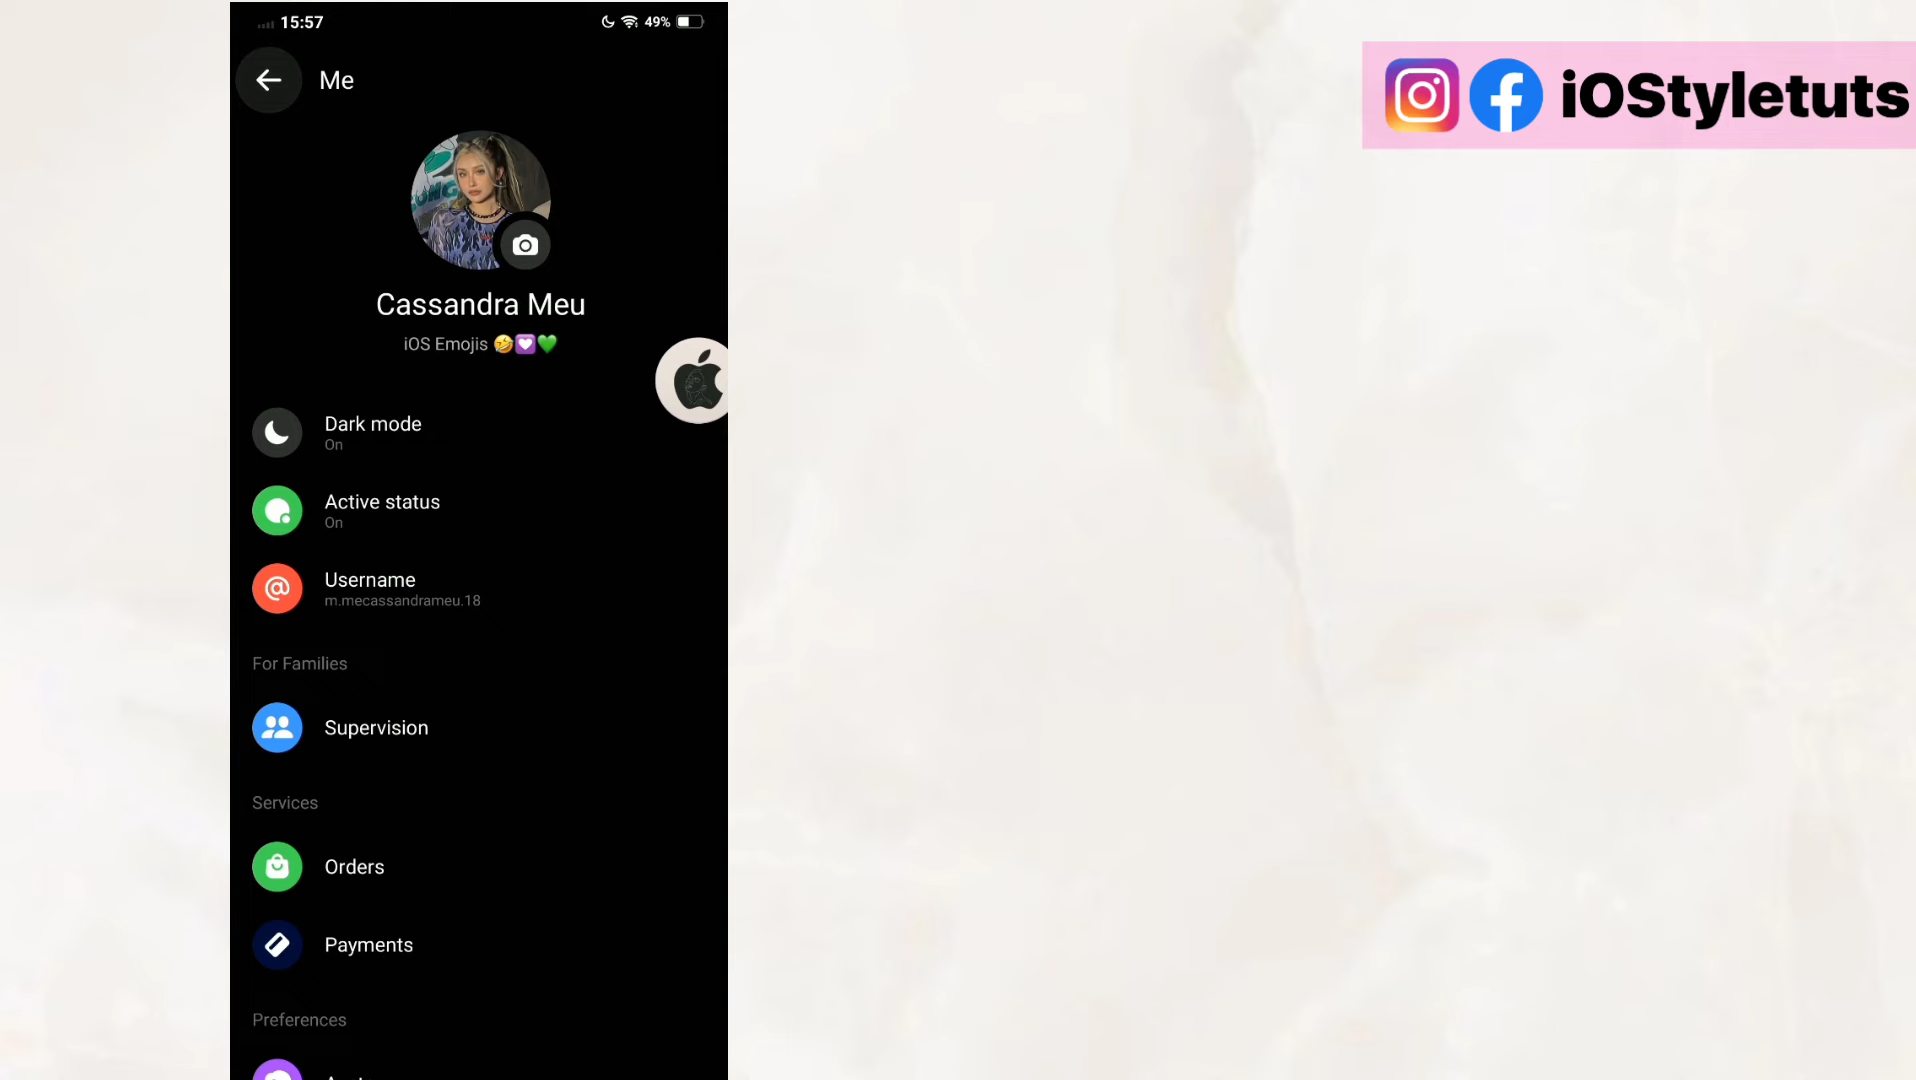 15:57
49%
iOStyletuts
Me
Cassandra Meu
iOS Emojis 🤣💟💚
Dark mode
On
Active status
On
Username
m.mecassandrameu.18
For Families
Supervision
Services
Orders
Payments
Preferences